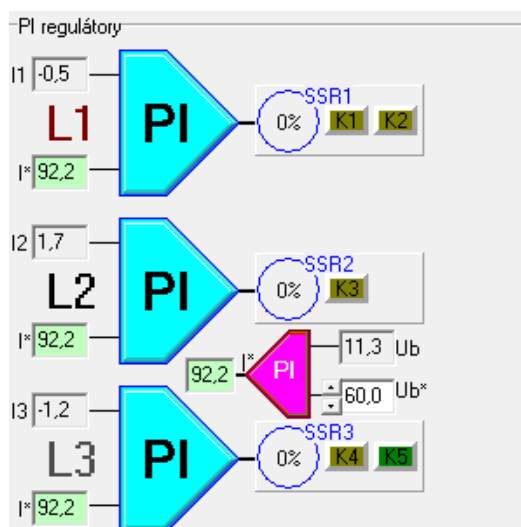 PI regulátory
I1 -0,5
SSR1
L1 PI 0% K1 K2
I* 92,2
I2 1,7
SSR2
L2 PI 0% K3
I* 92,2
I* 11,3 Ub
92,2 PI
60,0 Ub*
I3 -1,2
SSR3
L3 PI 0% K4 K5
I* 92,2